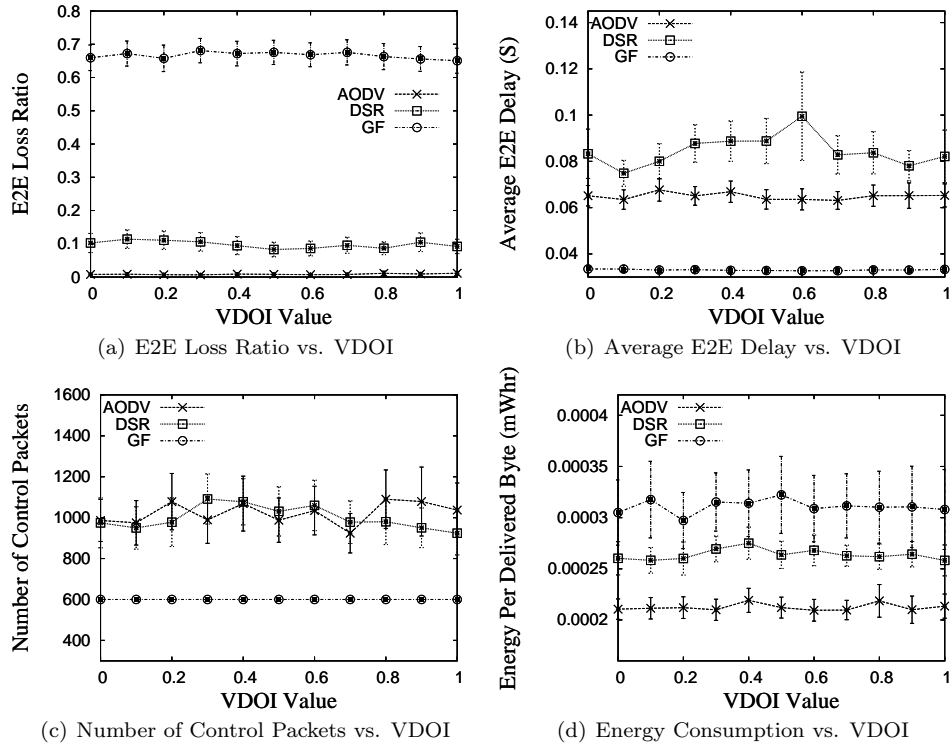 0.8
0.7
0.6
0.5
0.4
0.3
0.2
0.1
0
E2E Loss Ratio
AODV
DSR
GF
0 0.2 0.4 0.6 0.8 1
VDOI Value
(a) E2E Loss Ratio vs. VDOI
0.14
0.12
0.1
0.08
0.06
0.04
Average E2E Delay (S)
AODV
DSR
GF
0 0.2 0.4 0.6 0.8 1
VDOI Value
(b) Average E2E Delay vs. VDOI
1600
1400
1200
1000
800
600
400
Number of Control Packets
AODV
DSR
GF
0 0.2 0.4 0.6 0.8 1
VDOI Value
(c) Number of Control Packets vs. VDOI
0.0004
0.00035
0.0003
0.00025
0.0002
Energy Per Delivered Byte (mWhr)
AODV
DSR
GF
0 0.2 0.4 0.6 0.8 1
VDOI Value
(d) Energy Consumption vs. VDOI